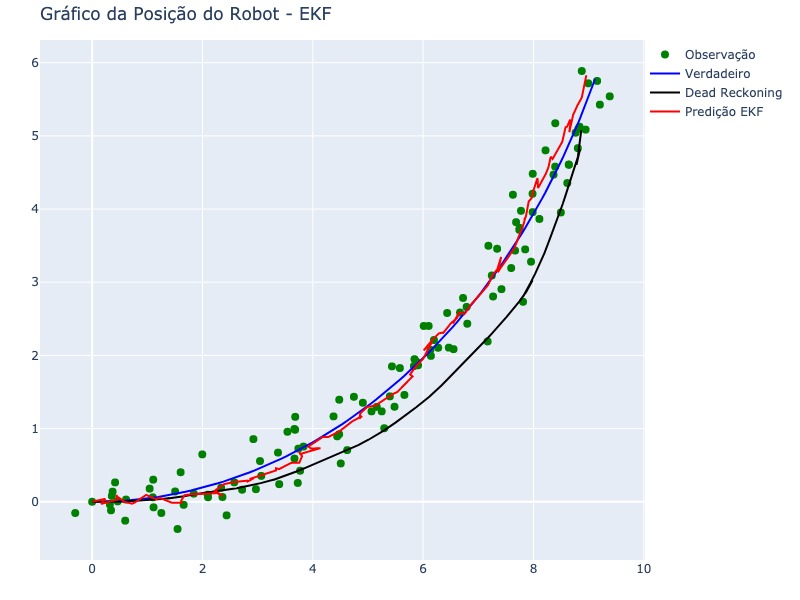 Gráfico da Posição do Robot - EKF
Observação
Verdadeiro
Dead Reckoning
Predição EKF
6
5
4
3
2
1
0
0 2 4 6 8 10